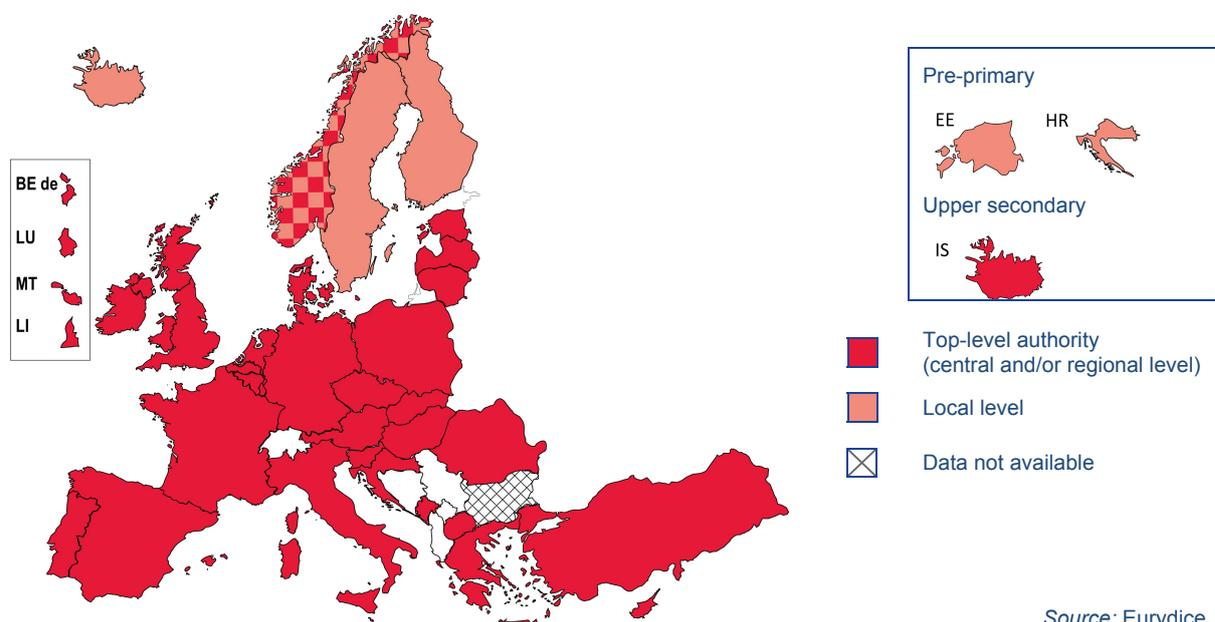 BE de
LU
MT
LI
Pre-primary
EE HR
Upper secondary
IS
Top-level authority
(central and/or regional level)
Local level
Data not available
Source: Eurydice